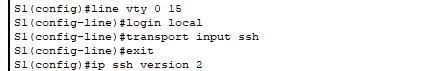 S1(config)#line vty 0 15
S1(config-line)#login local
S1(config-line)#transport input ssh
S1(config-line)#exit
S1(config)#ip ssh version 2